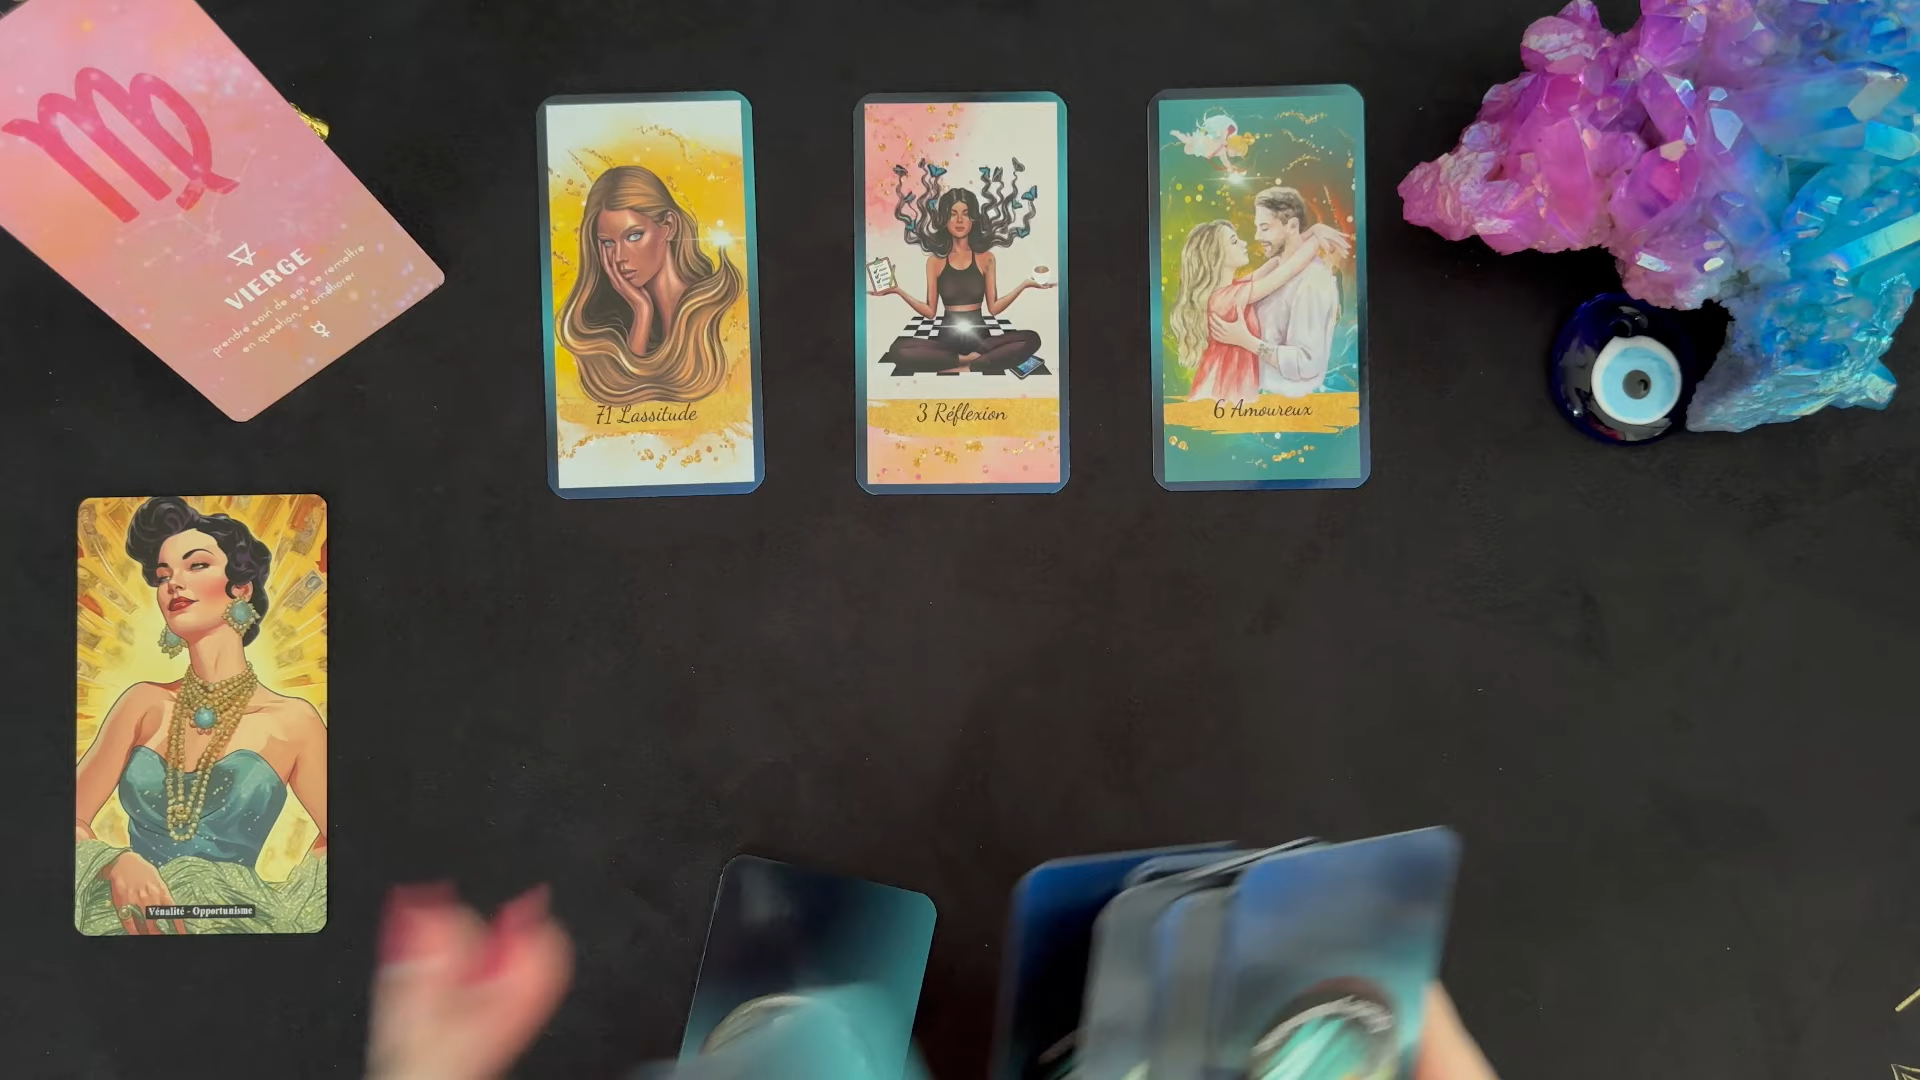 VIERGE
prendre soin de soi, se remettre
en question, s'améliorer
71 Lassitude
3 Réflexion
6 Amoureux
Vénalité - Opportunisme